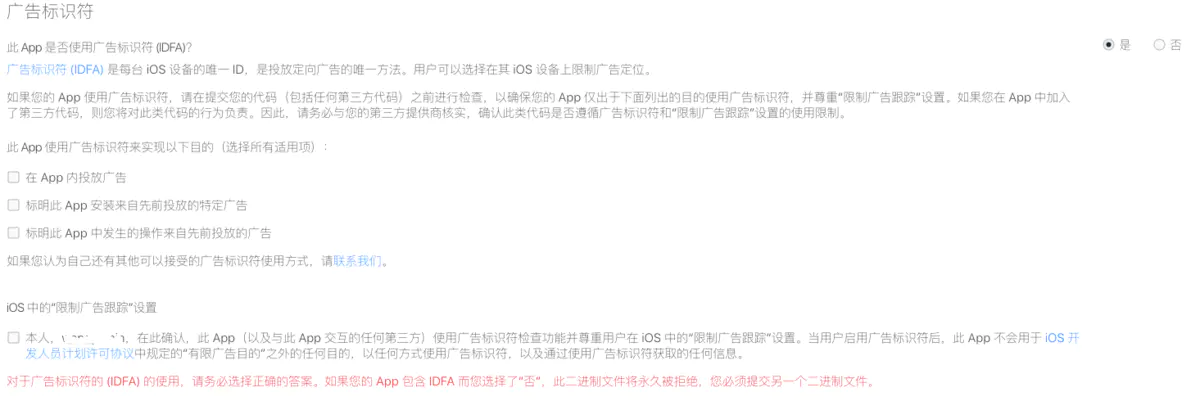 广告标识符
此 App 是否使用广告标识符 (IDFA)?
是
否
广告标识符 (IDFA) 是每台 iOS 设备的唯一 ID，是投放定向广告的唯一方法。用户可以选择在其 iOS 设备上限制广告定位。
如果您的 App 使用广告标识符，请在提交您的代码（包括任何第三方代码）之前进行检查，以确保您的 App 仅出于下面列出的目的使用广告标识符，并尊重“限制广告跟踪”设置。如果您在 App 中加入
了第三方代码，则您将对此类代码的行为负责。因此，请务必与您的第三方提供商核实，确认此类代码是否遵循广告标识符和“限制广告跟踪”设置的使用限制。
此 App 使用广告标识符来实现以下目的（选择所有适用项）：
在 App 内投放广告
标明此 App 安装来自先前投放的特定广告
标明此 App 中发生的操作来自先前投放的广告
如果您认为自己还有其他可以接受的广告标识符使用方式，请联系我们。
iOS 中的“限制广告跟踪”设置
本人，在此确认，此 App（以及与此 App 交互的任何第三方）使用广告标识符检查功能并尊重用户在 iOS 中的“限制广告跟踪”设置。当用户启用广告标识符后，此 App 不会用于 iOS 开
发人员计划许可协议中规定的“有限广告目的”之外的任何目的，以任何方式使用广告标识符，以及通过使用广告标识符获取的任何信息。
对于广告标识符的 (IDFA) 的使用，请务必选择正确的答案。如果您的 App 包含 IDFA 而您选择了“否”，此二进制文件将永久被拒绝，您必须提交另一个二进制文件。